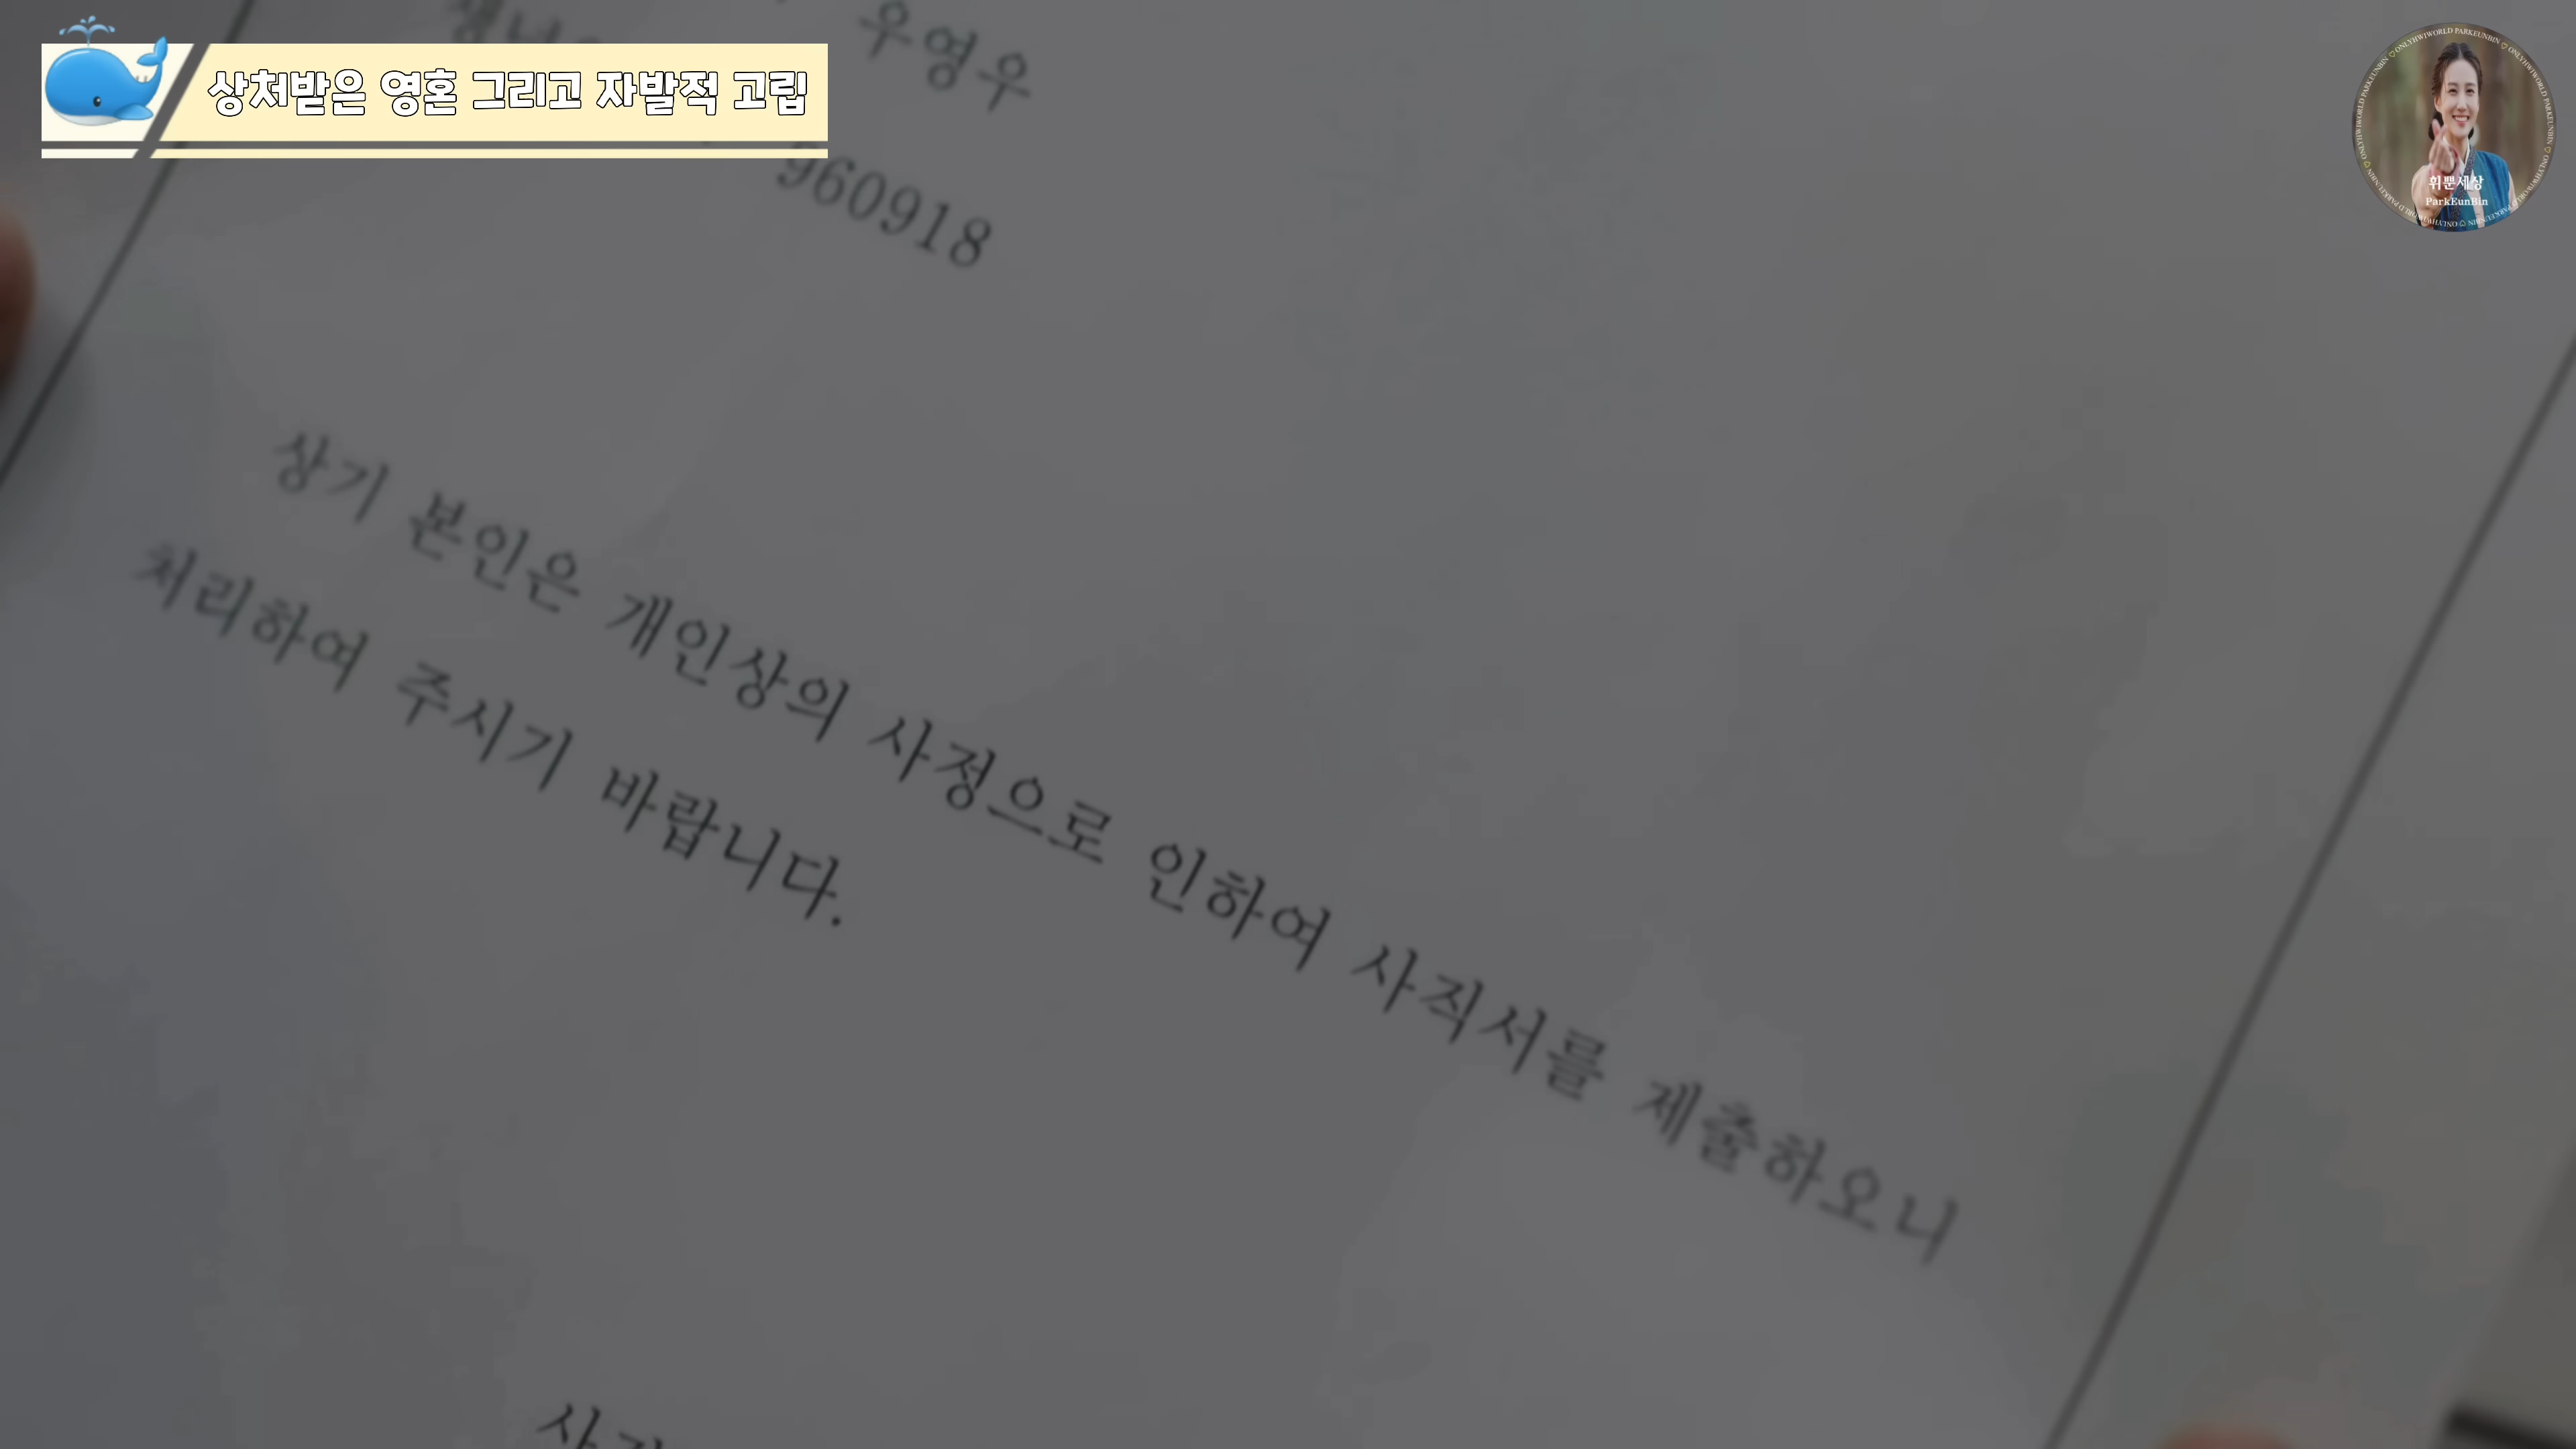 상처받은 영혼 그리고 자발적 고립
우영우
960918
상기 본인은 개인상의 사정으로 인하여 사직서를 제출하오니
처리하여 주시기 바랍니다.
휘뿐세상
ParkEunBin